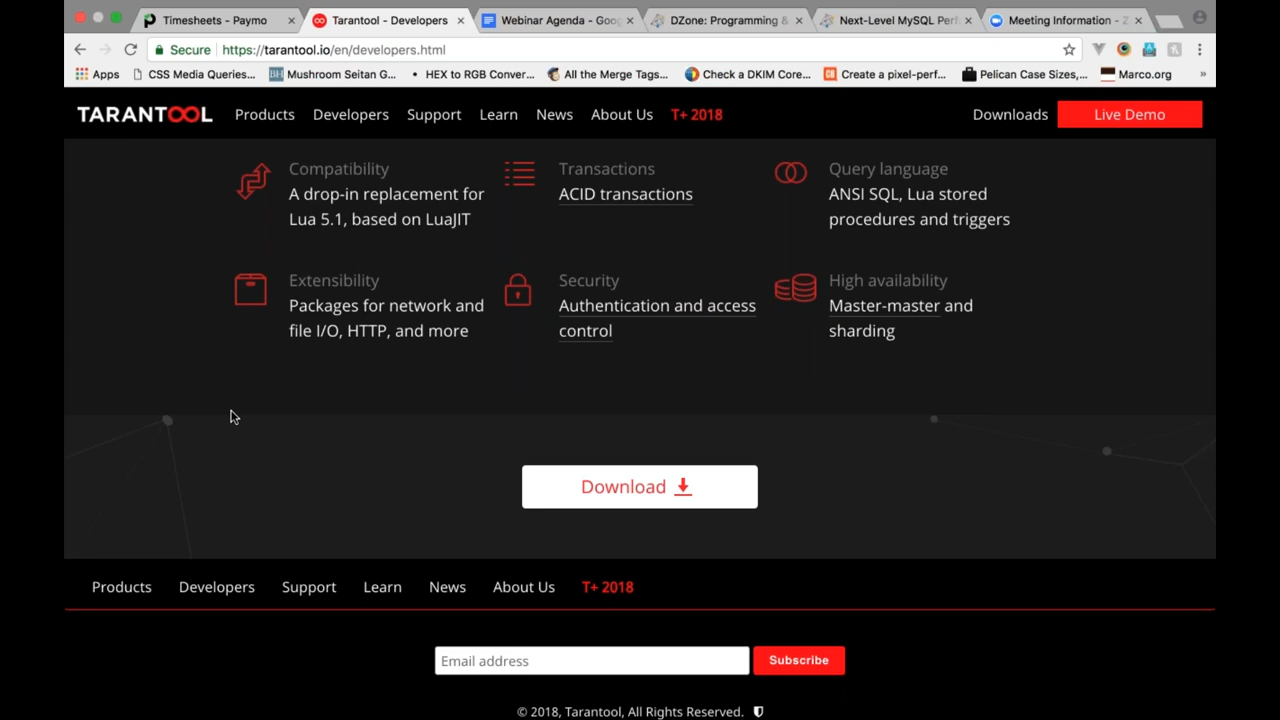 Timesheets - Paymo
Tarantool - Developers
Webinar Agenda - Goog
DZone: Programming &
Next-Level MySQL Perf
Meeting Information - Z
Secure
https://tarantool.io/en/developers.html
Apps
CSS Media Queries...
Mushroom Seitan G...
HEX to RGB Conver...
All the Merge Tags...
Check a DKIM Core...
Create a pixel-perf...
Pelican Case Sizes,...
Marco.org
»
TARANTOOL
Products
Developers
Support
Learn
News
About Us
T+ 2018
Downloads
Live Demo
Compatibility
A drop-in replacement for
Lua 5.1, based on LuaJIT
Transactions
ACID transactions
Query language
ANSI SQL, Lua stored
procedures and triggers
Extensibility
Packages for network and
file I/O, HTTP, and more
Security
Authentication and access
control
High availability
Master-master and
sharding
Download
Products
Developers
Support
Learn
News
About Us
T+ 2018
Email address
Subscribe
© 2018, Tarantool, All Rights Reserved.